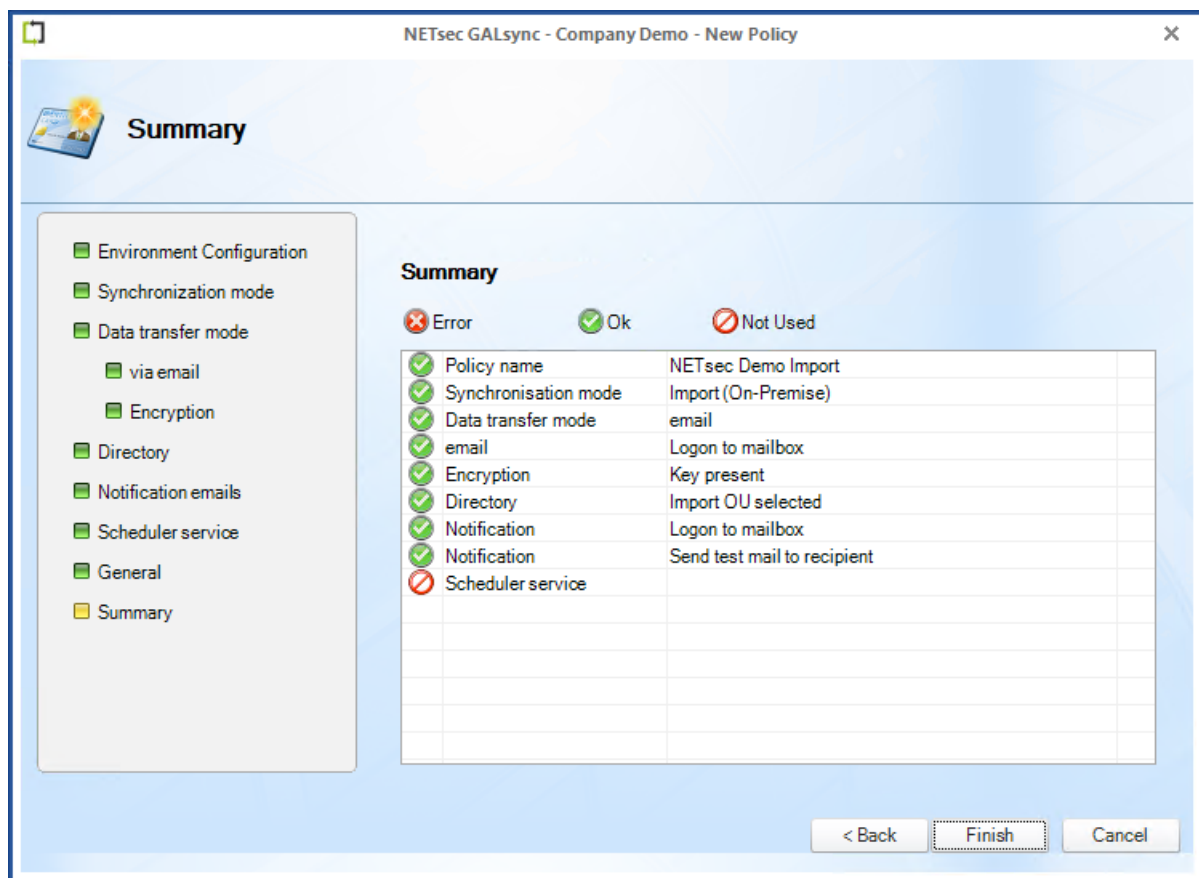 NETsec GALsync - Company Demo - New Policy
Summary
Environment Configuration
Synchronization mode
Data transfer mode
via email
Encryption
Directory
Notification emails
Scheduler service
General
Summary
Summary
Error Ok Not Used
Policy name NETsec Demo Import
Synchronisation mode Import (On-Premise)
Data transfer mode email
email Logon to mailbox
Encryption Key present
Directory Import OU selected
Notification Logon to mailbox
Notification Send test mail to recipient
Scheduler service
< Back Finish Cancel